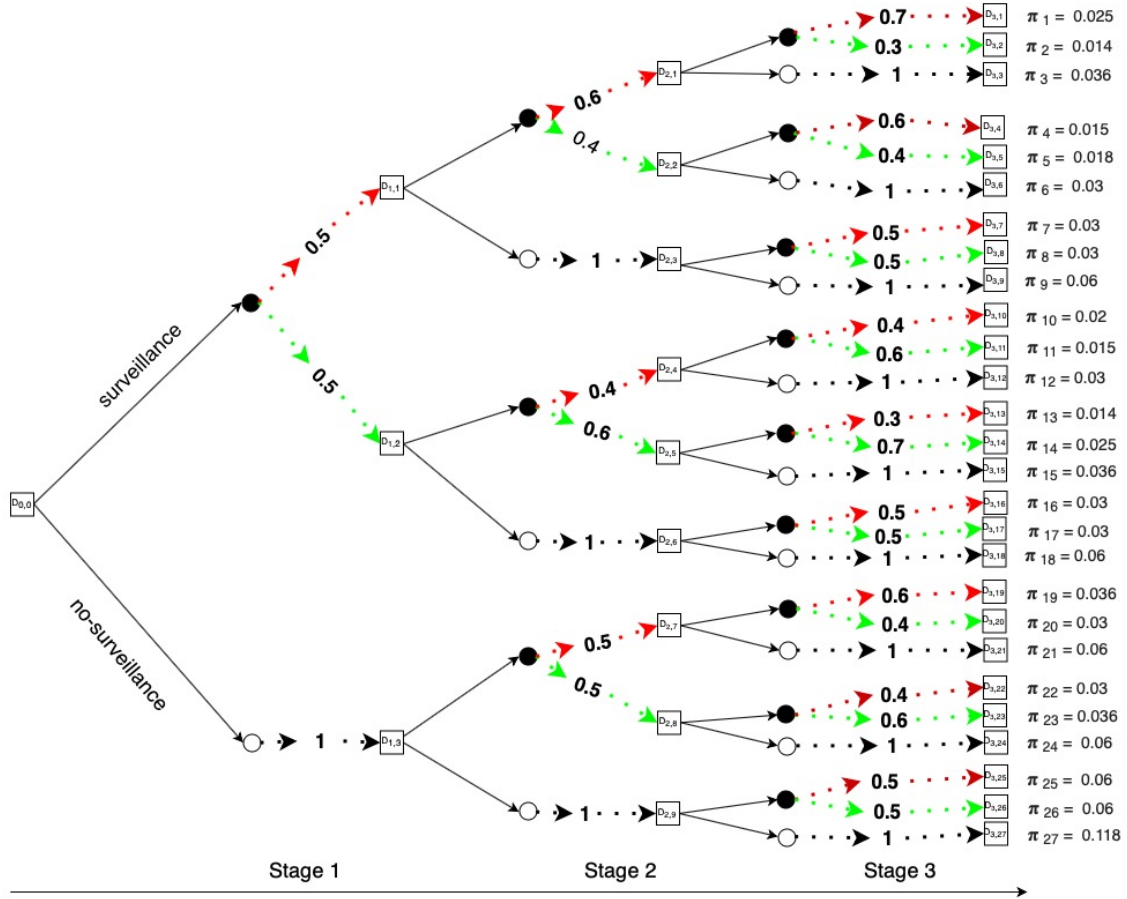 0.7
D3,1
π 1 = 0.025
0.3
D3,2
π 2 = 0.014
1
D3,3
π 3 = 0.036
0.6
D2,1
0.4
D2,2
0.6
D3,4
π 4 = 0.015
0.4
D3,5
π 5 = 0.018
1
D3,6
π 6 = 0.03
0.5
D1,1
1
D2,3
0.5
D3,7
π 7 = 0.03
0.5
D3,8
π 8 = 0.03
1
D3,9
π 9 = 0.06
surveillance
0.5
D1,2
0.4
D2,4
0.6
D2,5
0.4
D3,10
π 10 = 0.02
0.6
D3,11
π 11 = 0.015
1
D3,12
π 12 = 0.03
0.3
D3,13
π 13 = 0.014
0.7
D3,14
π 14 = 0.025
1
D3,15
π 15 = 0.036
D0,0
1
D2,6
0.5
D3,16
π 16 = 0.03
0.5
D3,17
π 17 = 0.03
1
D3,18
π 18 = 0.06
no-surveillance
1
D1,3
0.5
D2,7
0.5
D2,8
0.6
D3,19
π 19 = 0.036
0.4
D3,20
π 20 = 0.03
1
D3,21
π 21 = 0.06
0.4
D3,22
π 22 = 0.03
0.6
D3,23
π 23 = 0.036
1
D3,24
π 24 = 0.06
1
D2,9
0.5
D3,25
π 25 = 0.06
0.5
D3,26
π 26 = 0.06
1
D3,27
π 27 = 0.118
Stage 1
Stage 2
Stage 3